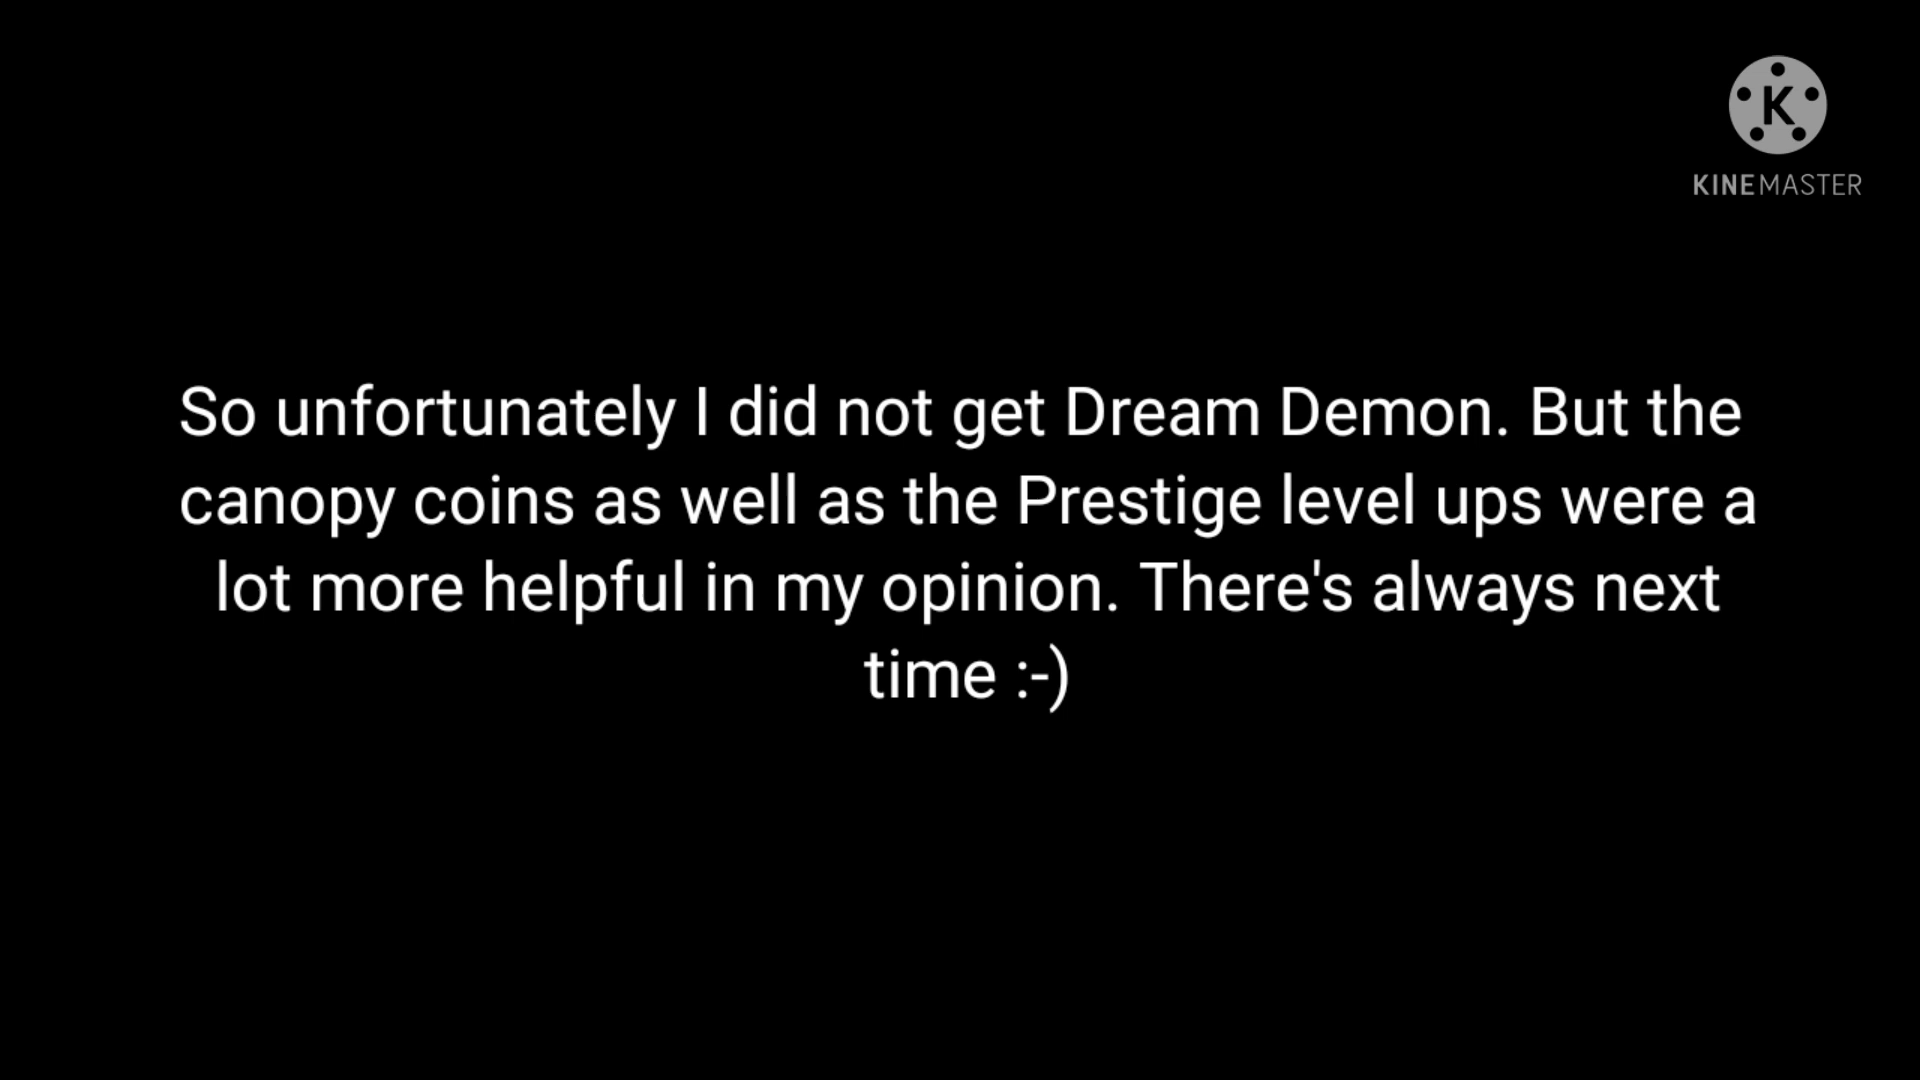 K
KINEMASTER
So unfortunately I did not get Dream Demon. But the
canopy coins as well as the Prestige level ups were a
lot more helpful in my opinion. There's always next
time :-)